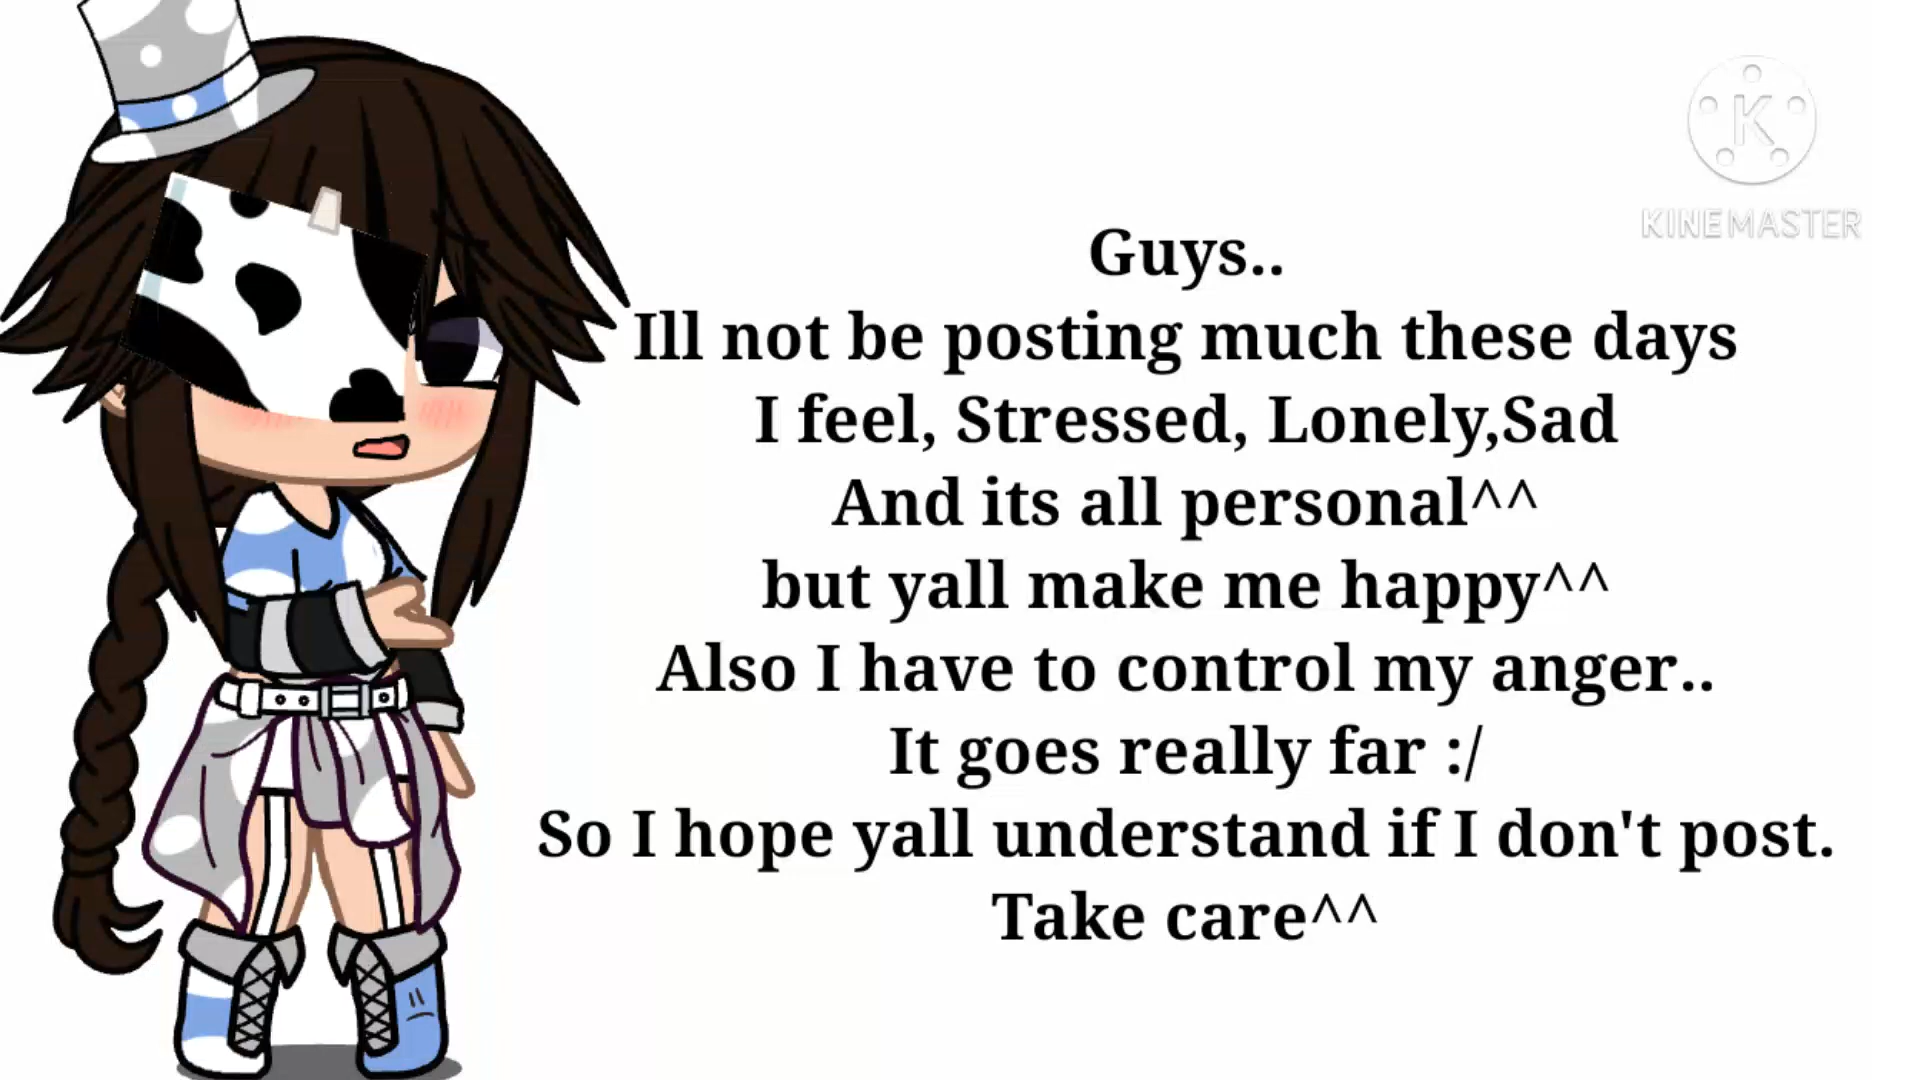 K
KINEMASTER
Guys..
Ill not be posting much these days
I feel, Stressed, Lonely,Sad
And its all personal^^
but yall make me happy^^
Also I have to control my anger..
It goes really far :/
So I hope yall understand if I don't post.
Take care^^